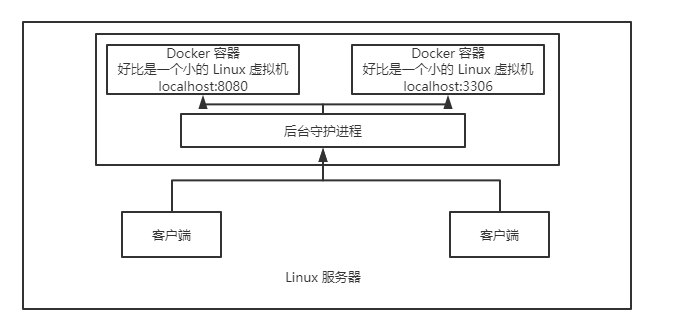 Docker 容器
好比是一个小的 Linux 虚拟机
localhost:8080
Docker 容器
好比是一个小的 Linux 虚拟机
localhost:3306
后台守护进程
客户端
客户端
Linux 服务器